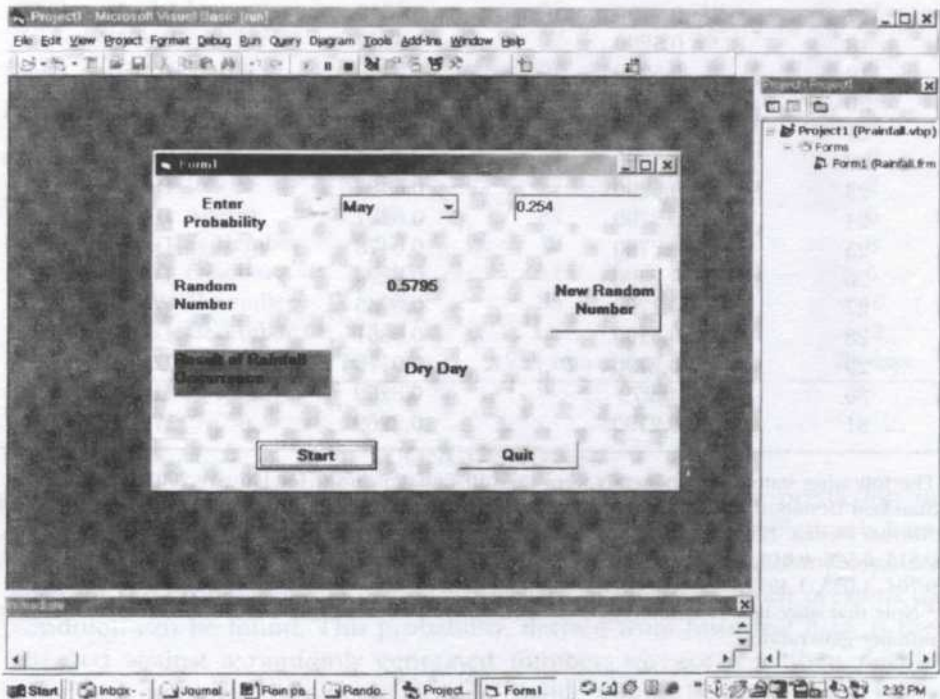 Project1 - Microsoft Visual Basic [run]
File Edit View Project Format Debug Run Query Diagram Tools Add-Ins Window Help
Project - Project1
Project1 (Prainfall.vbp)
Forms
Form1 (Rainfall.frm
Form1
Enter
Probability
May
0.254
Random
Number
0.5795
New Random
Number
Result of Rainfall
Occurrence
Dry Day
Start
Quit
Immediate
Start
Inbox -
Journal
Rain pa
Rando
Project
Form1
2:32 PM